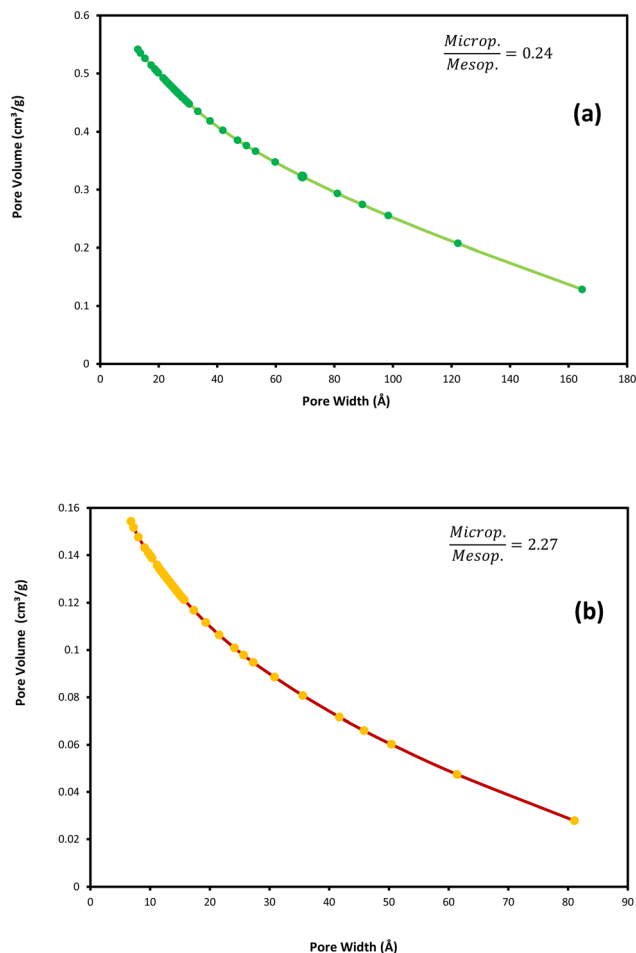 0.6
0.5
0.4
0.3
0.2
0.1
0
Pore Volume (cm³/g)
Microp.
Mesop.
= 0.24
(a)
0 20 40 60 80 100 120 140 160 180
Pore Width (Å)
0.16
0.14
0.12
0.1
0.08
0.06
0.04
0.02
0
Pore Volume (cm³/g)
Microp.
Mesop.
= 2.27
(b)
0 10 20 30 40 50 60 70 80 90
Pore Width (Å)